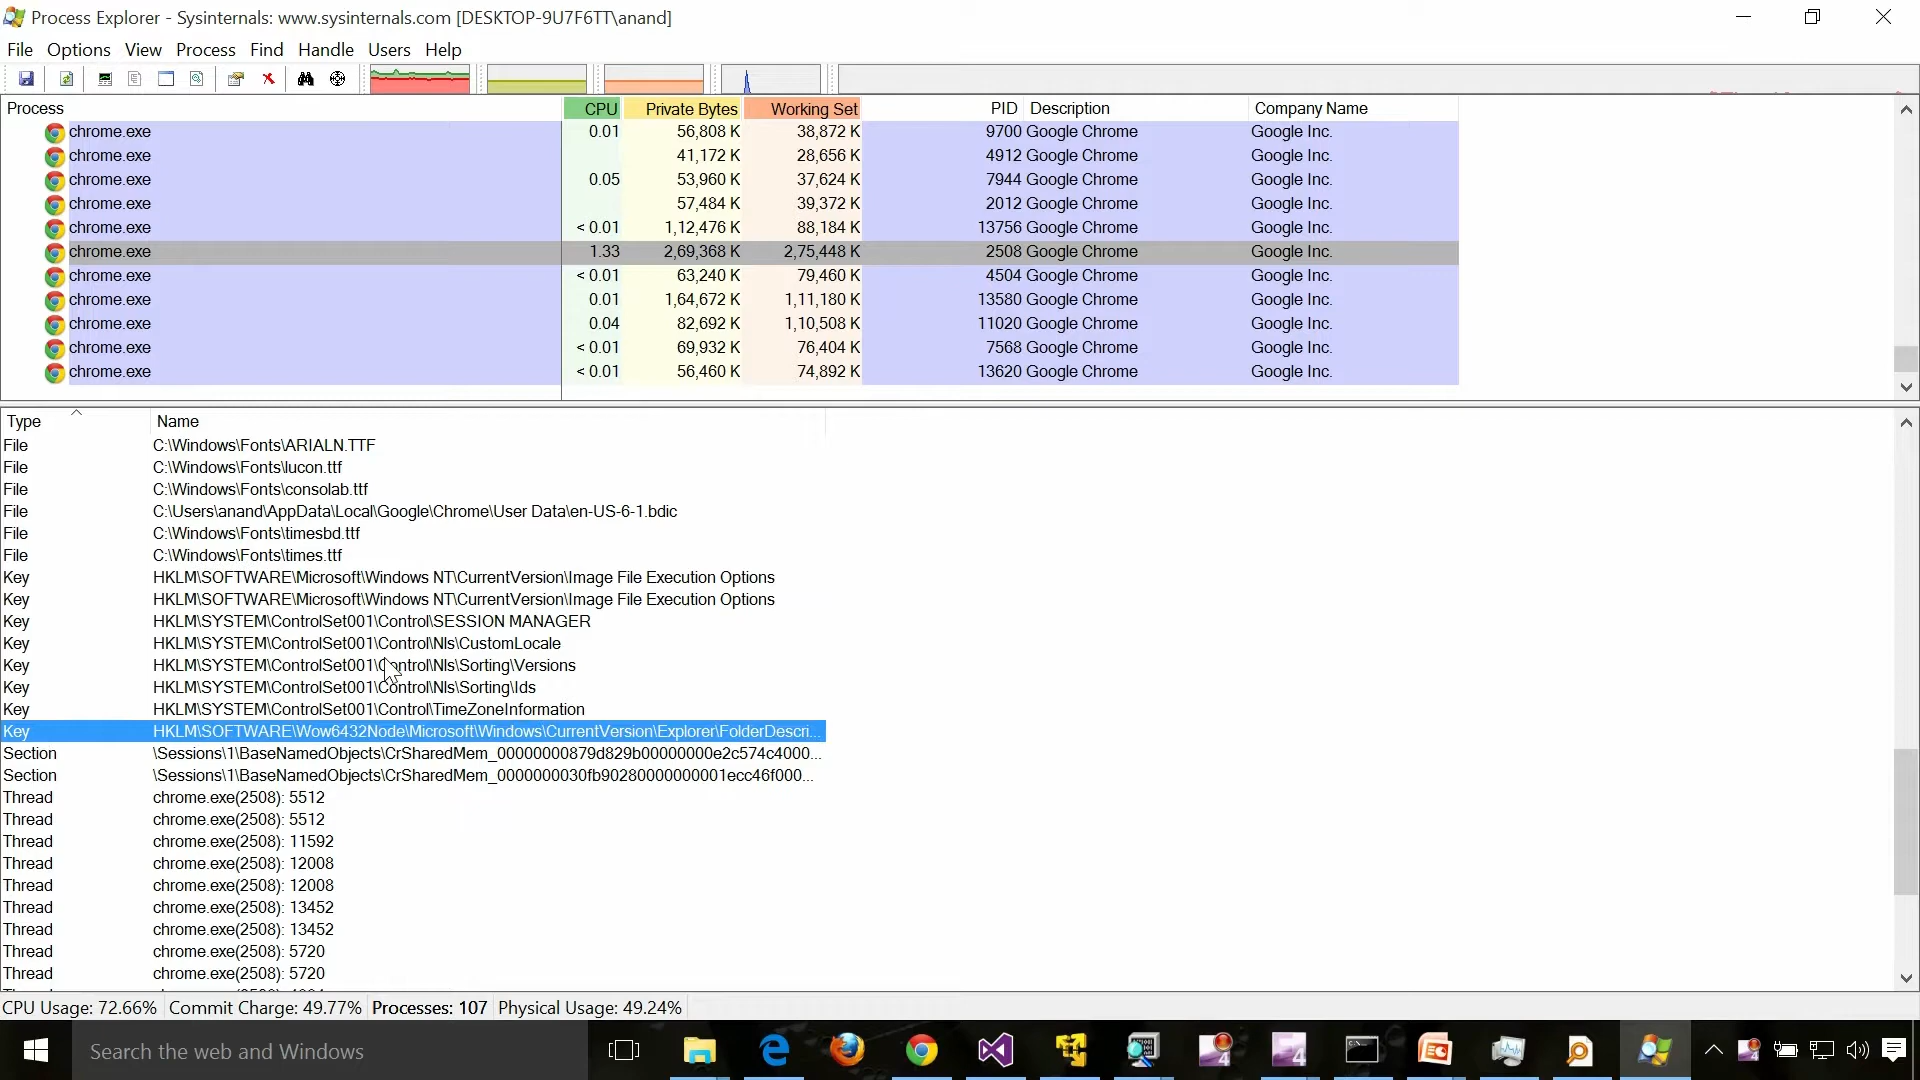 Process Explorer - Sysinternals: www.sysinternals.com [DESKTOP-9U7F6TT\anand]
File Options View Process Find Handle Users Help
Process CPU Private Bytes Working Set PID Description Company Name
chrome.exe 0.01 56,808 K 38,872 K 9700 Google Chrome Google Inc.
chrome.exe 41,172 K 28,656 K 4912 Google Chrome Google Inc.
chrome.exe 0.05 53,960 K 37,624 K 7944 Google Chrome Google Inc.
chrome.exe 57,484 K 39,372 K 2012 Google Chrome Google Inc.
chrome.exe < 0.01 1,12,476 K 88,184 K 13756 Google Chrome Google Inc.
chrome.exe 1.33 2,69,368 K 2,75,448 K 2508 Google Chrome Google Inc.
chrome.exe < 0.01 63,240 K 79,460 K 4504 Google Chrome Google Inc.
chrome.exe 0.01 1,64,672 K 1,11,180 K 13580 Google Chrome Google Inc.
chrome.exe 0.04 82,692 K 1,10,508 K 11020 Google Chrome Google Inc.
chrome.exe < 0.01 69,932 K 76,404 K 7568 Google Chrome Google Inc.
chrome.exe < 0.01 56,460 K 74,892 K 13620 Google Chrome Google Inc.
Type Name
File C:\Windows\Fonts\ARIALN.TTF
File C:\Windows\Fonts\lucon.ttf
File C:\Windows\Fonts\consolab.ttf
File C:\Users\anand\AppData\Local\Google\Chrome\User Data\en-US-6-1.bdic
File C:\Windows\Fonts\timesbd.ttf
File C:\Windows\Fonts\times.ttf
Key HKLM\SOFTWARE\Microsoft\Windows NT\CurrentVersion\Image File Execution Options
Key HKLM\SOFTWARE\Microsoft\Windows NT\CurrentVersion\Image File Execution Options
Key HKLM\SYSTEM\ControlSet001\Control\SESSION MANAGER
Key HKLM\SYSTEM\ControlSet001\Control\Nls\CustomLocale
Key HKLM\SYSTEM\ControlSet001\Control\Nls\Sorting\Versions
Key HKLM\SYSTEM\ControlSet001\Control\Nls\Sorting\Ids
Key HKLM\SYSTEM\ControlSet001\Control\TimeZoneInformation
Key HKLM\SOFTWARE\Wow6432Node\Microsoft\Windows\CurrentVersion\Explorer\FolderDescri...
Section \Sessions\1\BaseNamedObjects\CrSharedMem_00000000879d829b00000000e2c574c4000...
Section \Sessions\1\BaseNamedObjects\CrSharedMem_0000000030fb90280000000001ecc46f000...
Thread chrome.exe(2508): 5512
Thread chrome.exe(2508): 5512
Thread chrome.exe(2508): 11592
Thread chrome.exe(2508): 12008
Thread chrome.exe(2508): 12008
Thread chrome.exe(2508): 13452
Thread chrome.exe(2508): 13452
Thread chrome.exe(2508): 5720
Thread chrome.exe(2508): 5720
CPU Usage: 72.66% Commit Charge: 49.77% Processes: 107 Physical Usage: 49.24%
Search the web and Windows